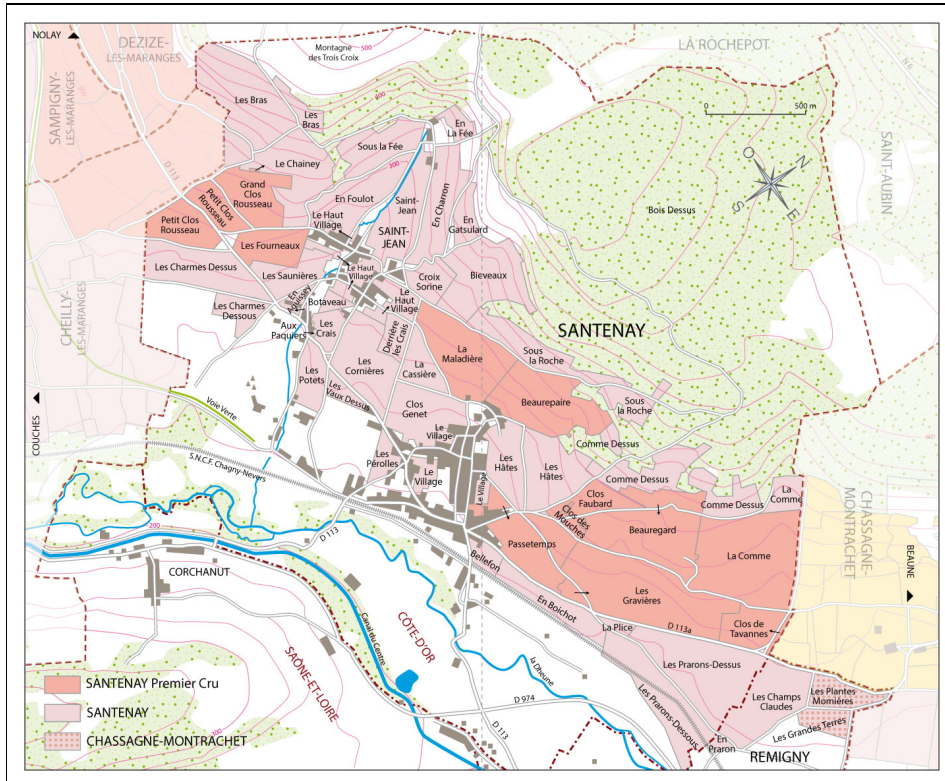 NOLAY
DEZIZE-
LES-MARANGES
Montagne
des Trois Croix
500
LA ROCHEPOT
N 6
SAMPIGNY-
LES-MARANGES
Les Bras
Les
Bras
400
En
La Fée
0
500 m
SAINT-AUBIN
D 113
Le Chainey
Sous la Fée
300
N
O
S
E
Grand
Clos
Rousseau
Petit Clos
Rousseau
En Foulot
Saint-
Jean
En Charron
Bois Dessus
Petit Clos
Rousseau
Le Haut
Village
SAINT-
JEAN
En
Gatsulard
Les Fourneaux
Les Charmes Dessus
Les Saunières
Le Haut
Village
Croix
Sorine
Bieveaux
CHEILLY-
LES-MARANGES
Les Charmes
Dessous
En
Aguissey
Botaveau
Le Haut
Village
SANTENAY
Aux
Paquiers
Les
Crais
Derrière
les Crais
La
Maladière
Sous
la Roche
Les
Potets
Les
Cornières
La
Cassière
Les
Vaux Dessus
Clos
Genet
Beaurepaire
Sous
la Roche
COUCHES
Voie Verte
Le
Village
Comme Dessus
S.N.C.F. Chagny-Nevers
Les
Pérolles
Le
Village
Le Village
Les
Hâtes
Les
Hâtes
Comme Dessus
Clos
Faubard
Comme Dessus
La
Comme
CHASSAGNE-
MONTRACHET
200
D 113
Clos des
Mouches
Passetemps
Beauregard
La Comme
BEAUNE
Bellefon
CORCHANUT
En Boichot
Les
Gravières
La Plice
D 113a
Clos de
Tavannes
Canal du Centre
CÔTE-D'OR
SAÔNE-ET-LOIRE
la Dheune
Les Prarons-Dessus
SANTENAY Premier Cru
SANTENAY
CHASSAGNE-MONTRACHET
300
D 974
D 113
Les Prarons-Dessous
Les Champs
Claudes
Les Plantes
Momières
Les Grandes Terres
En
Praron
REMIGNY